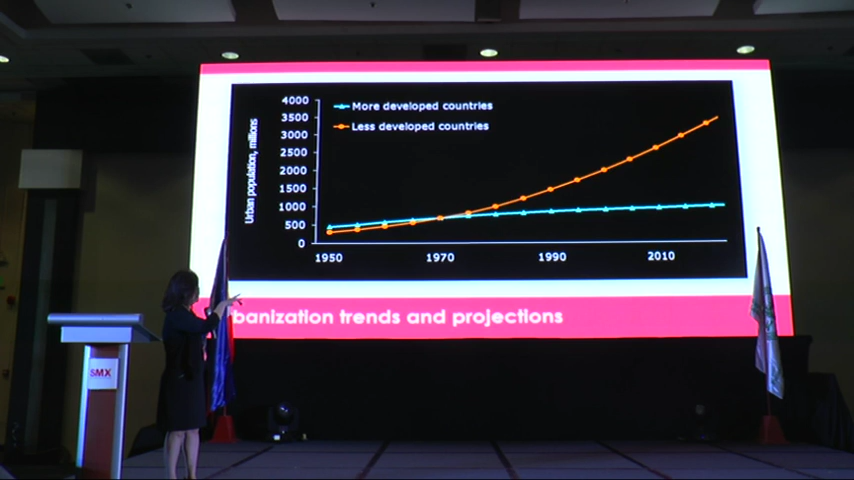 4000
3500
3000
2500
2000
1500
1000
500
0
Urban population, millions
More developed countries
Less developed countries
1950 1970 1990 2010
banization trends and projections
SMX